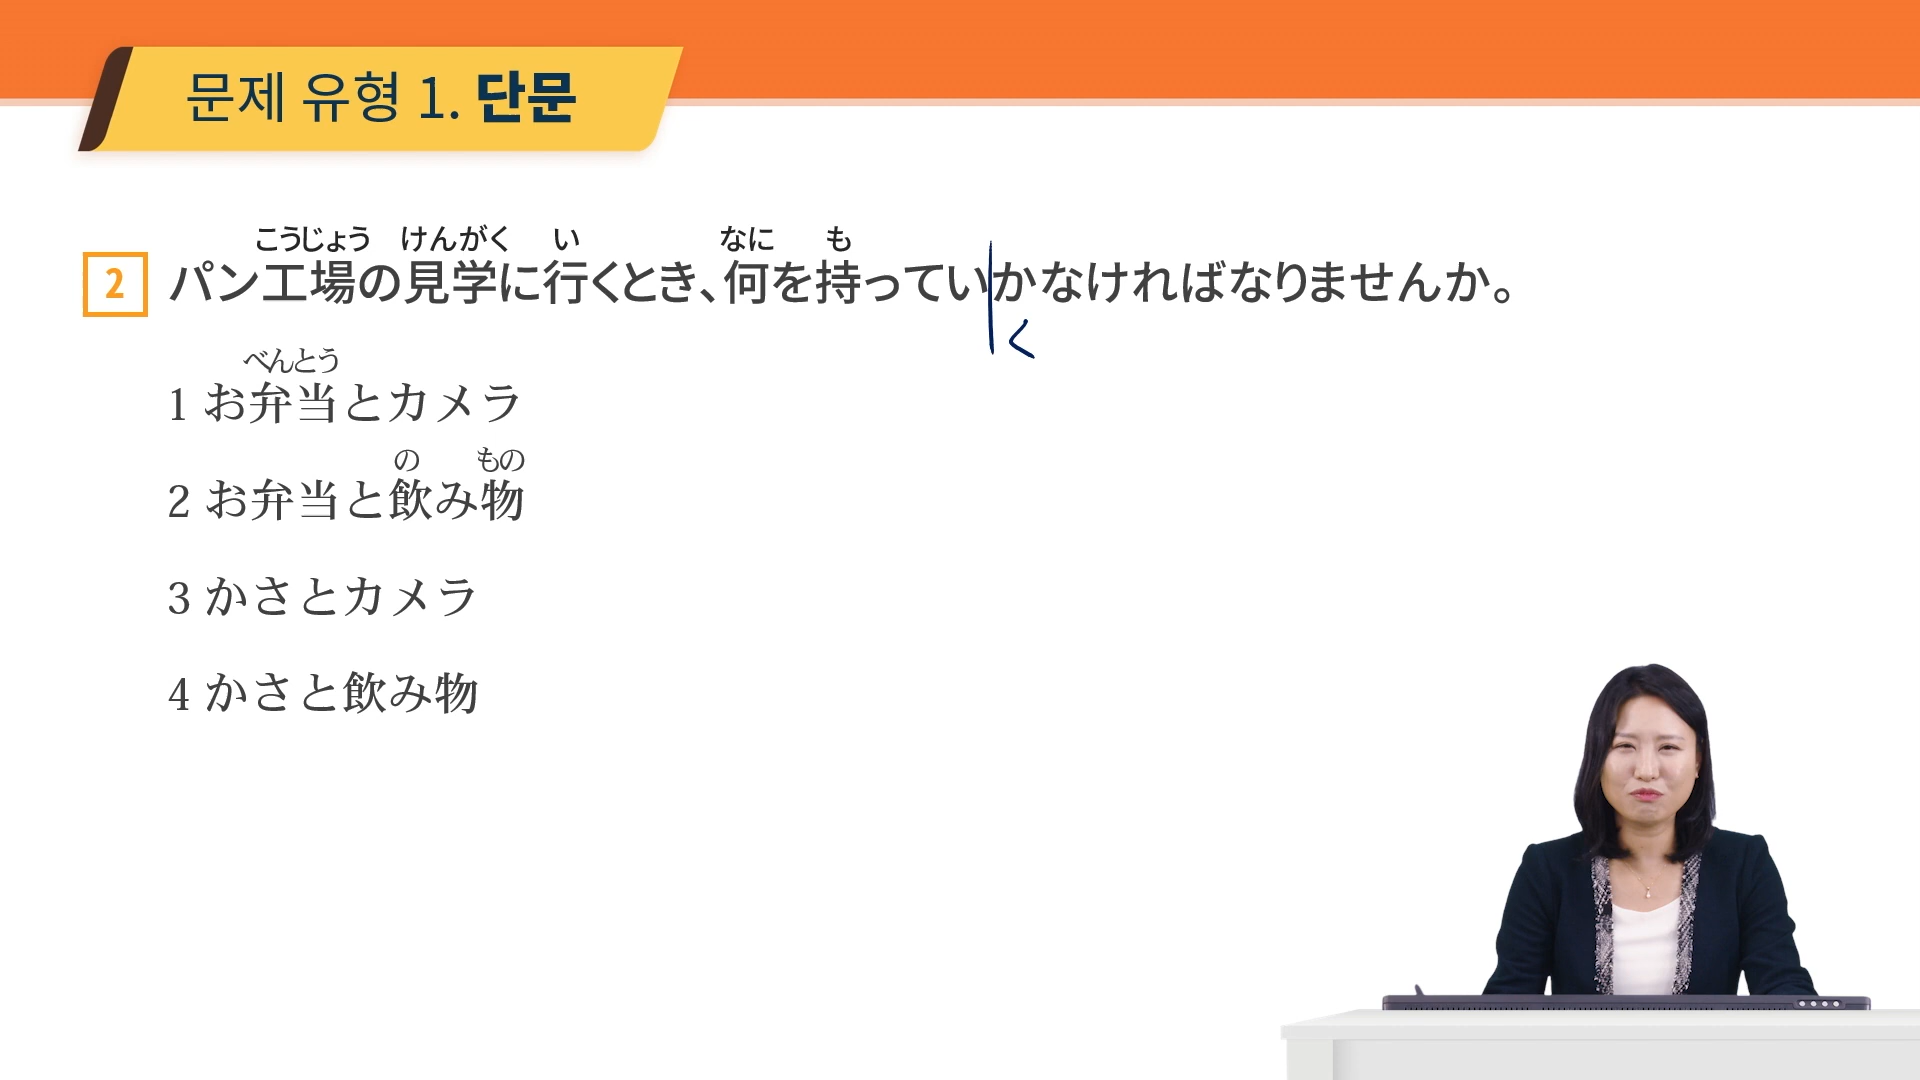 문제 유형 1. 단문
こうじょう けんがく い なに も
2 パン工場の見学に行くとき、何を持っていかなければなりませんか。
く
べんとう
1 お弁当とカメラ
の もの
2 お弁当と飲み物
3 かさとカメラ
4 かさと飲み物